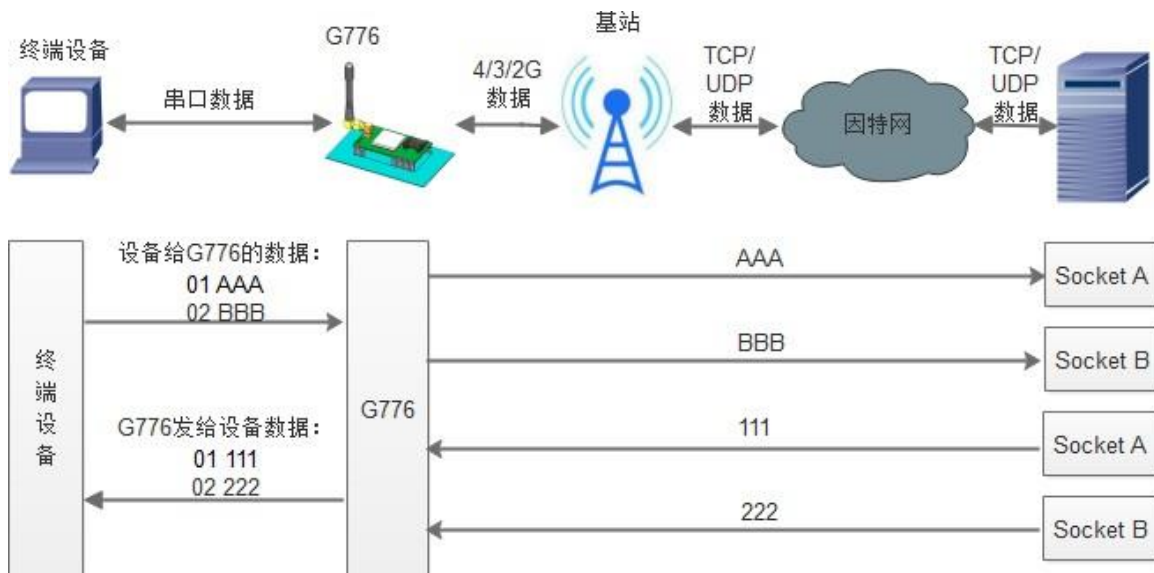 终端设备
串口数据
G776
4/3/2G
数据
基站
TCP/
UDP
数据
因特网
TCP/
UDP
数据
终
端
设
备
设备给G776的数据：
01 AAA
02 BBB
G776发给设备数据：
01 111
02 222
G776
AAA
Socket A
BBB
Socket B
111
Socket A
222
Socket B